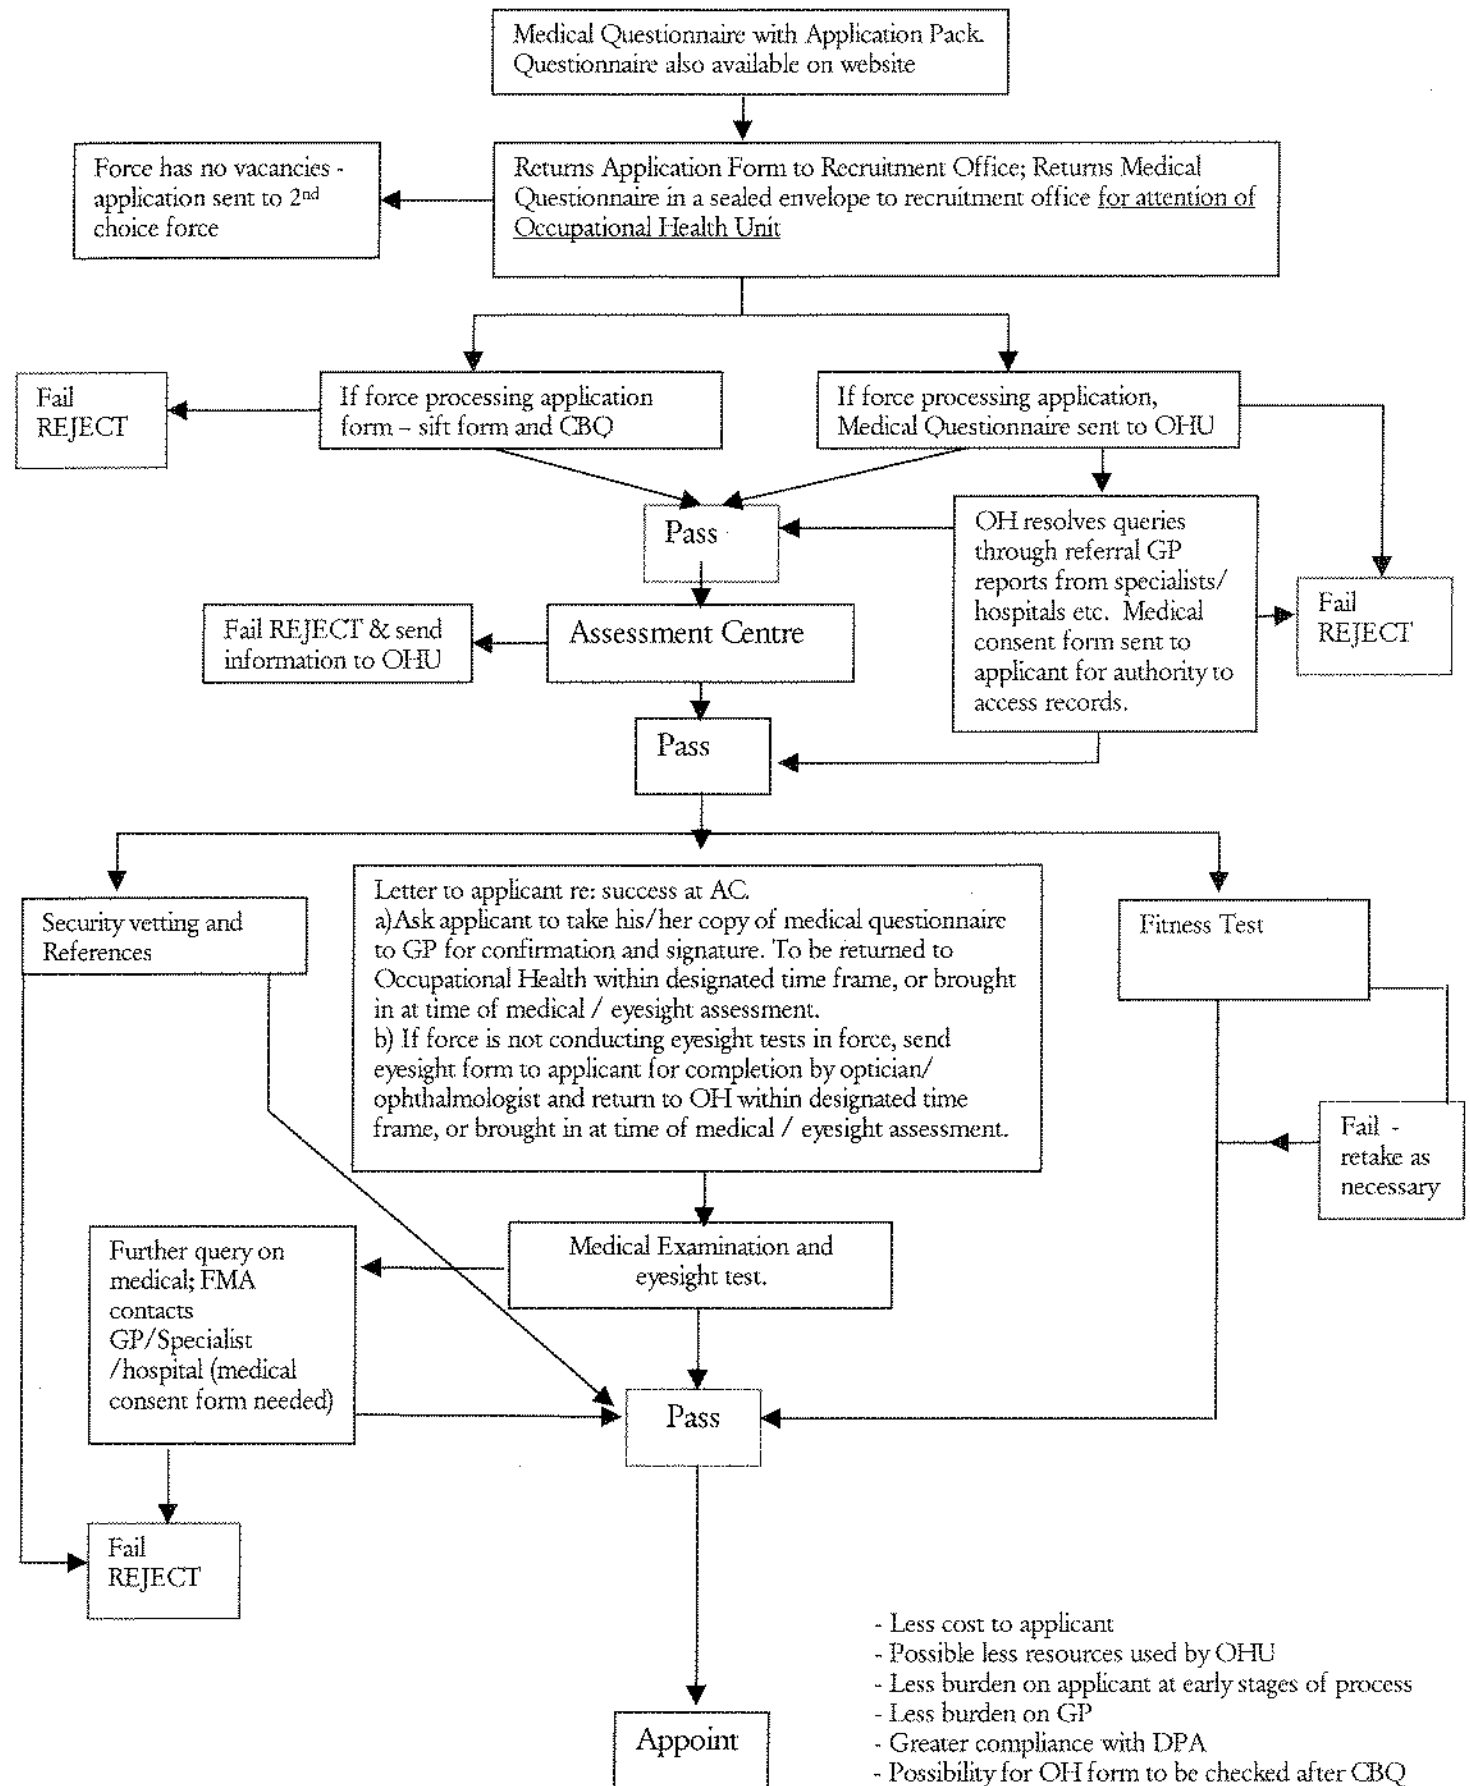 Medical Questionnaire with Application Pack.
Questionnaire also available on website
Force has no vacancies -
application sent to 2nd
choice force
Returns Application Form to Recruitment Office; Returns Medical
Questionnaire in a sealed envelope to recruitment office for attention of
Occupational Health Unit
Fail
REJECT
If force processing application
form – sift form and CBQ
If force processing application,
Medical Questionnaire sent to OHU
Pass
OH resolves queries
through referral GP
reports from specialists/
hospitals etc. Medical
consent form sent to
applicant for authority to
access records.
Fail
REJECT
Fail REJECT & send
information to OHU
Assessment Centre
Pass
Security vetting and
References
Letter to applicant re: success at AC.
a)Ask applicant to take his/her copy of medical questionnaire
to GP for confirmation and signature. To be returned to
Occupational Health within designated time frame, or brought
in at time of medical / eyesight assessment.
b) If force is not conducting eyesight tests in force, send
eyesight form to applicant for completion by optician/
ophthalmologist and return to OH within designated time
frame, or brought in at time of medical / eyesight assessment.
Fitness Test
Fail -
retake as
necessary
Further query on
medical; FMA
contacts
GP/Specialist
/hospital (medical
consent form needed)
Medical Examination and
eyesight test.
Pass
Fail
REJECT
Appoint
- Less cost to applicant
- Possible less resources used by OHU
- Less burden on applicant at early stages of process
- Less burden on GP
- Greater compliance with DPA
- Possibility for OH form to be checked after CBQ